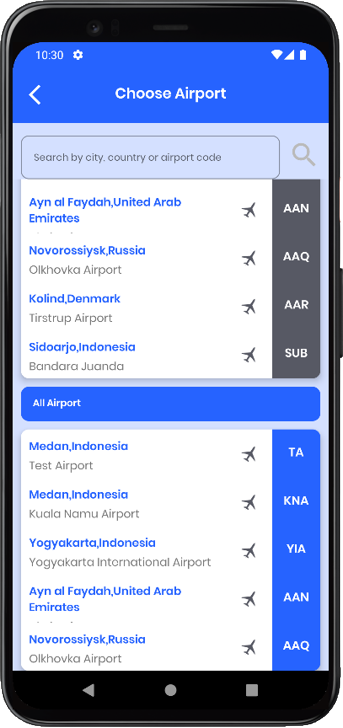 10:30
Choose Airport
Search by city, country or airport code
Ayn al Faydah,United Arab
Emirates
AAN
Novorossiysk,Russia
Olkhovka Airport
AAQ
Kolind,Denmark
Tirstrup Airport
AAR
Sidoarjo,Indonesia
Bandara Juanda
SUB
All Airport
Medan,Indonesia
Test Airport
TA
Medan,Indonesia
Kuala Namu Airport
KNA
Yogyakarta,Indonesia
Yogyakarta International Airport
YIA
Ayn al Faydah,United Arab
Emirates
AAN
Novorossiysk,Russia
Olkhovka Airport
AAQ